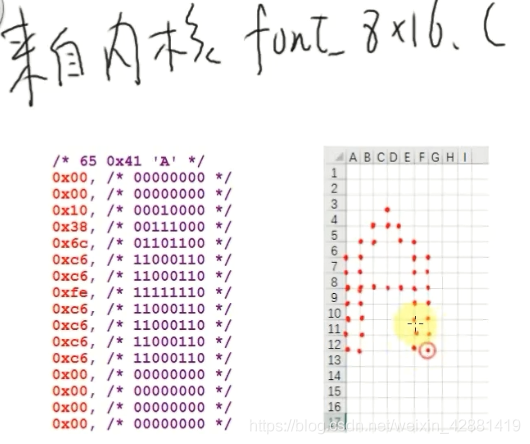 来自内核 font_8x16.c
/* 65 0x41 'A' */
0x00, /* 00000000 */
0x00, /* 00000000 */
0x10, /* 00010000 */
0x38, /* 00111000 */
0x6c, /* 01101100 */
0xc6, /* 11000110 */
0xc6, /* 11000110 */
0xfe, /* 11111110 */
0xc6, /* 11000110 */
0xc6, /* 11000110 */
0xc6, /* 11000110 */
0xc6, /* 11000110 */
0x00, /* 00000000 */
0x00, /* 00000000 */
0x00, /* 00000000 */
0x00, /* 00000000 */
A B C D E F G H I
1
2
3
4
5
6
7
8
9
10
11
12
13
14
15
16
17
https://blog.csdn.net/weixin_42881419